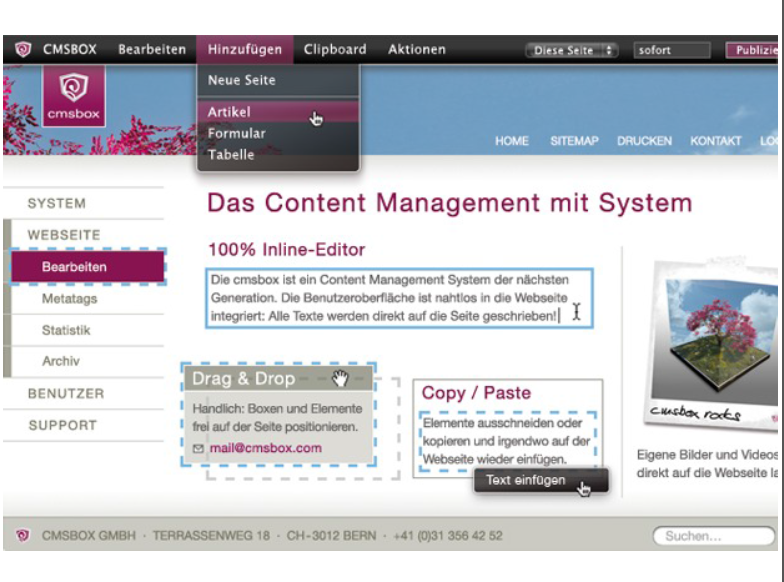 CMSBOX Bearbeiten Hinzufügen Clipboard Aktionen Diese Seite sofort Publizie
Neue Seite
Artikel
Formular
Tabelle
cmsbox
HOME SITEMAP DRUCKEN KONTAKT LO
SYSTEM
WEBSEITE
Bearbeiten
Metatags
Statistik
Archiv
BENUTZER
SUPPORT
Das Content Management mit System
100% Inline-Editor
Die cmsbox ist ein Content Management System der nächsten
Generation. Die Benutzeroberfläche ist nahtlos in die Webseite
integriert: Alle Texte werden direkt auf die Seite geschrieben!
Drag & Drop
Handlich: Boxen und Elemente
frei auf der Seite positionieren.
mail@cmsbox.com
Copy / Paste
Elemente ausschneiden oder
kopieren und irgendwo auf der
Webseite wieder einfügen.
Text einfügen
cmsbox rocks
Eigene Bilder und Videos
direkt auf die Webseite la
CMSBOX GMBH · TERRASSENWEG 18 · CH-3012 BERN · +41 (0)31 356 42 52
Suchen...